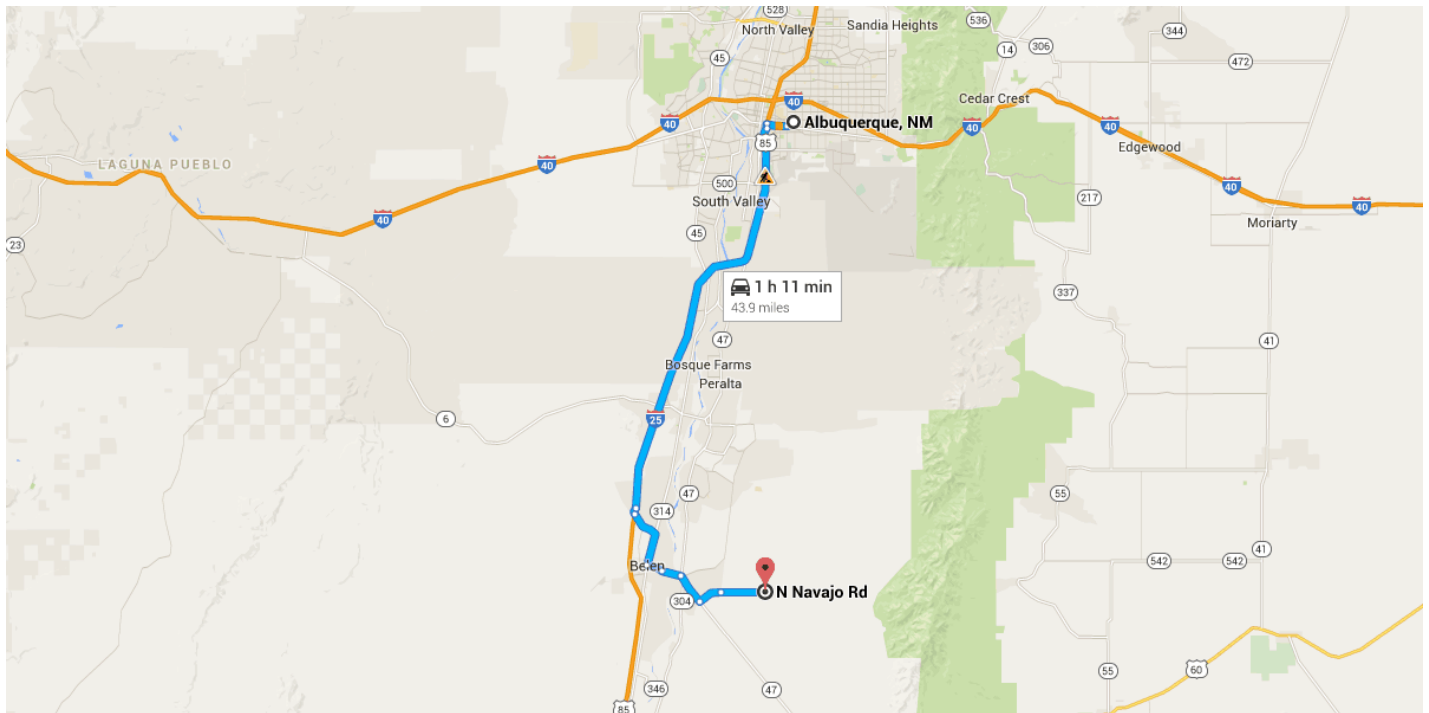 528
North Valley
Sandia Heights
536
344
14
306
45
472
40
Cedar Crest
40
Albuquerque, NM
40
40
40
85
Edgewood
LAGUNA PUEBLO
40
500
40
South Valley
217
40
40
Moriarty
23
45
1 h 11 min
43.9 miles
337
47
41
Bosque Farms
Peralta
6
25
47
55
314
542
542
41
Belen
N Navajo Rd
304
55
60
346
47
85